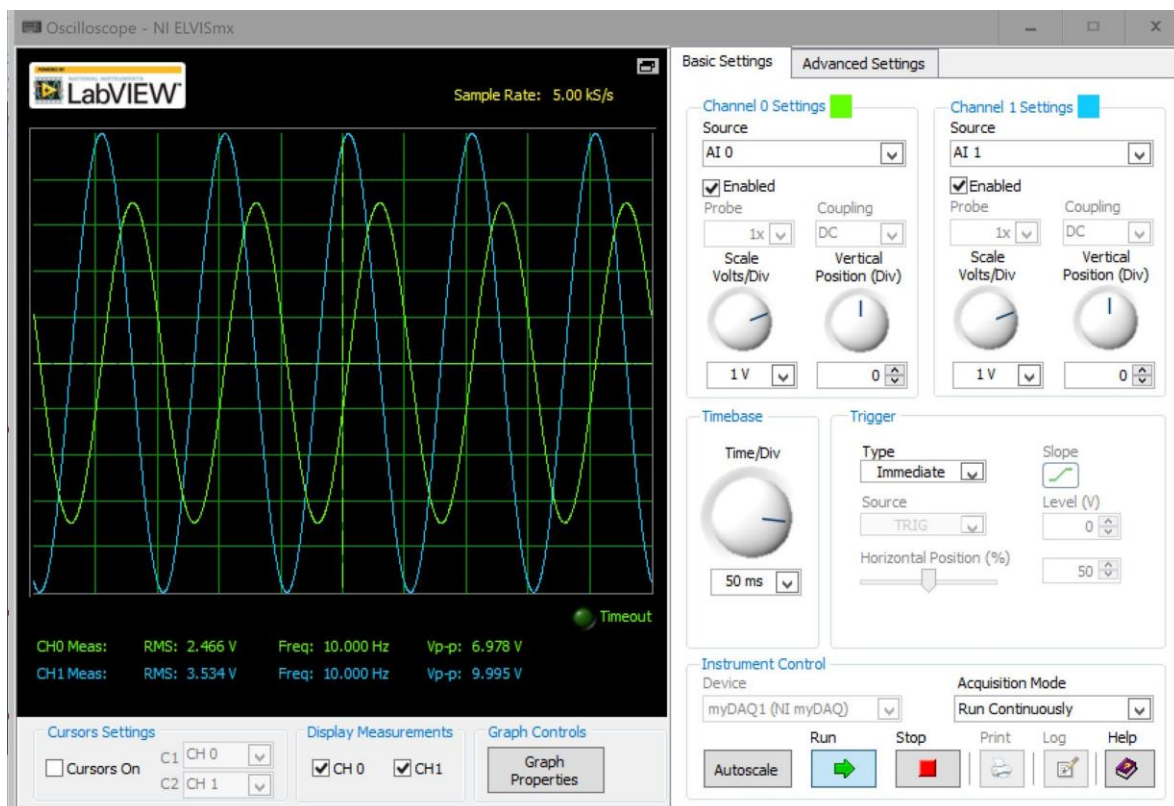 Oscilloscope - NI ELVISmx
POWERED BY
NATIONAL INSTRUMENTS
LabVIEW
Sample Rate: 5.00 kS/s
Timeout
CH0 Meas: RMS: 2.466 V Freq: 10.000 Hz Vp-p: 6.978 V
CH1 Meas: RMS: 3.534 V Freq: 10.000 Hz Vp-p: 9.995 V
Cursors Settings
Cursors On
C1 CH 0
C2 CH 1
Display Measurements
CH 0 CH1
Graph Controls
Graph
Properties
Basic Settings Advanced Settings
Channel 0 Settings
Source
AI 0
Enabled
Probe Coupling
1x DC
Scale Vertical
Volts/Div Position (Div)
1 V 0
Channel 1 Settings
Source
AI 1
Enabled
Probe Coupling
1x DC
Scale Vertical
Volts/Div Position (Div)
1 V 0
Timebase
Time/Div
50 ms
Trigger
Type Slope
Immediate
Source Level (V)
TRIG 0
Horizontal Position (%)
50
Instrument Control
Device Acquisition Mode
myDAQ1 (NI myDAQ) Run Continuously
Run Stop Print Log Help
Autoscale